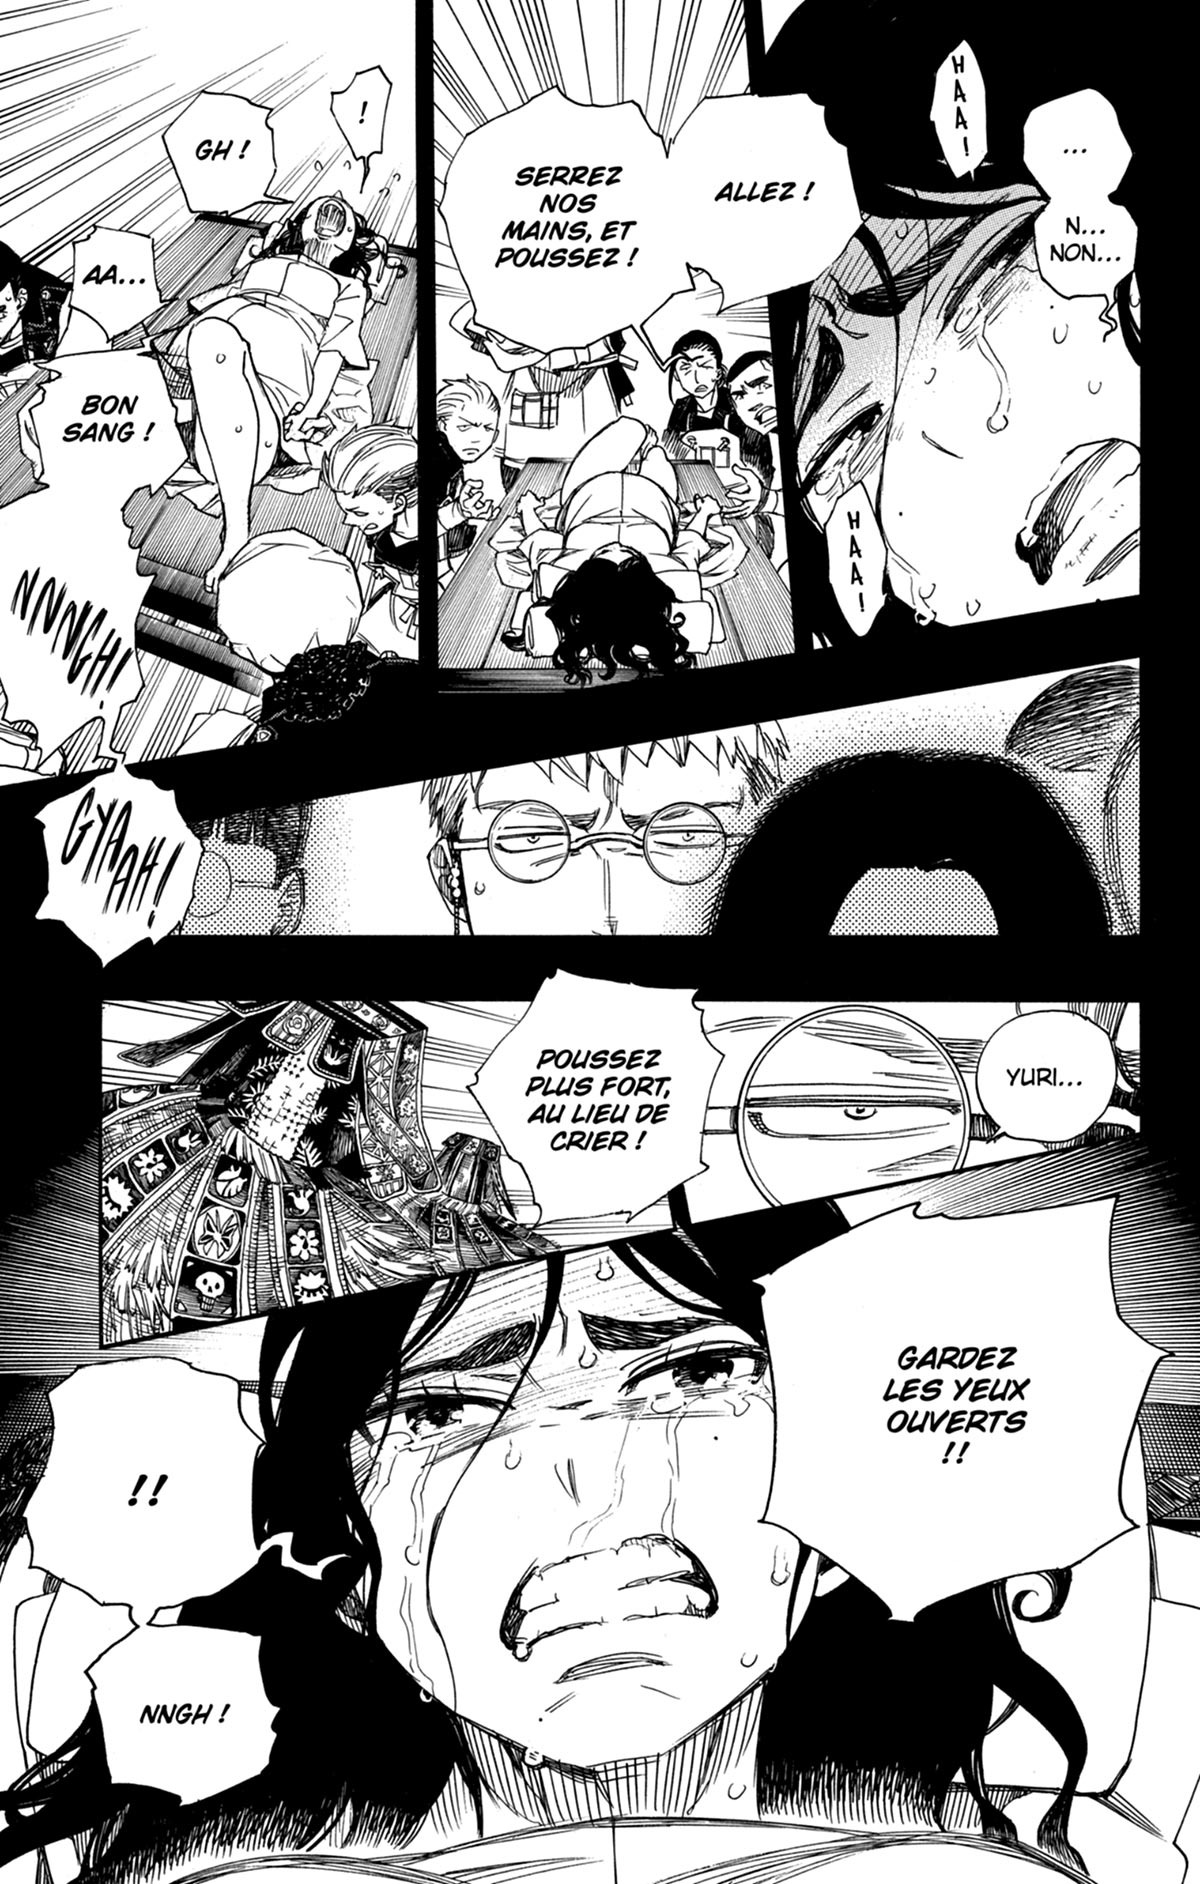 HAA!
...
N...
NON...
HAA!
ALLEZ !
SERREZ
NOS
MAINS, ET
POUSSEZ !
!
GH !
AA...
BON
SANG !
NNNGH!
GYAAAH!
YURI...
POUSSEZ
PLUS FORT,
AU LIEU DE
CRIER !
GARDEZ
LES YEUX
OUVERTS
!!
!!
NNGH !